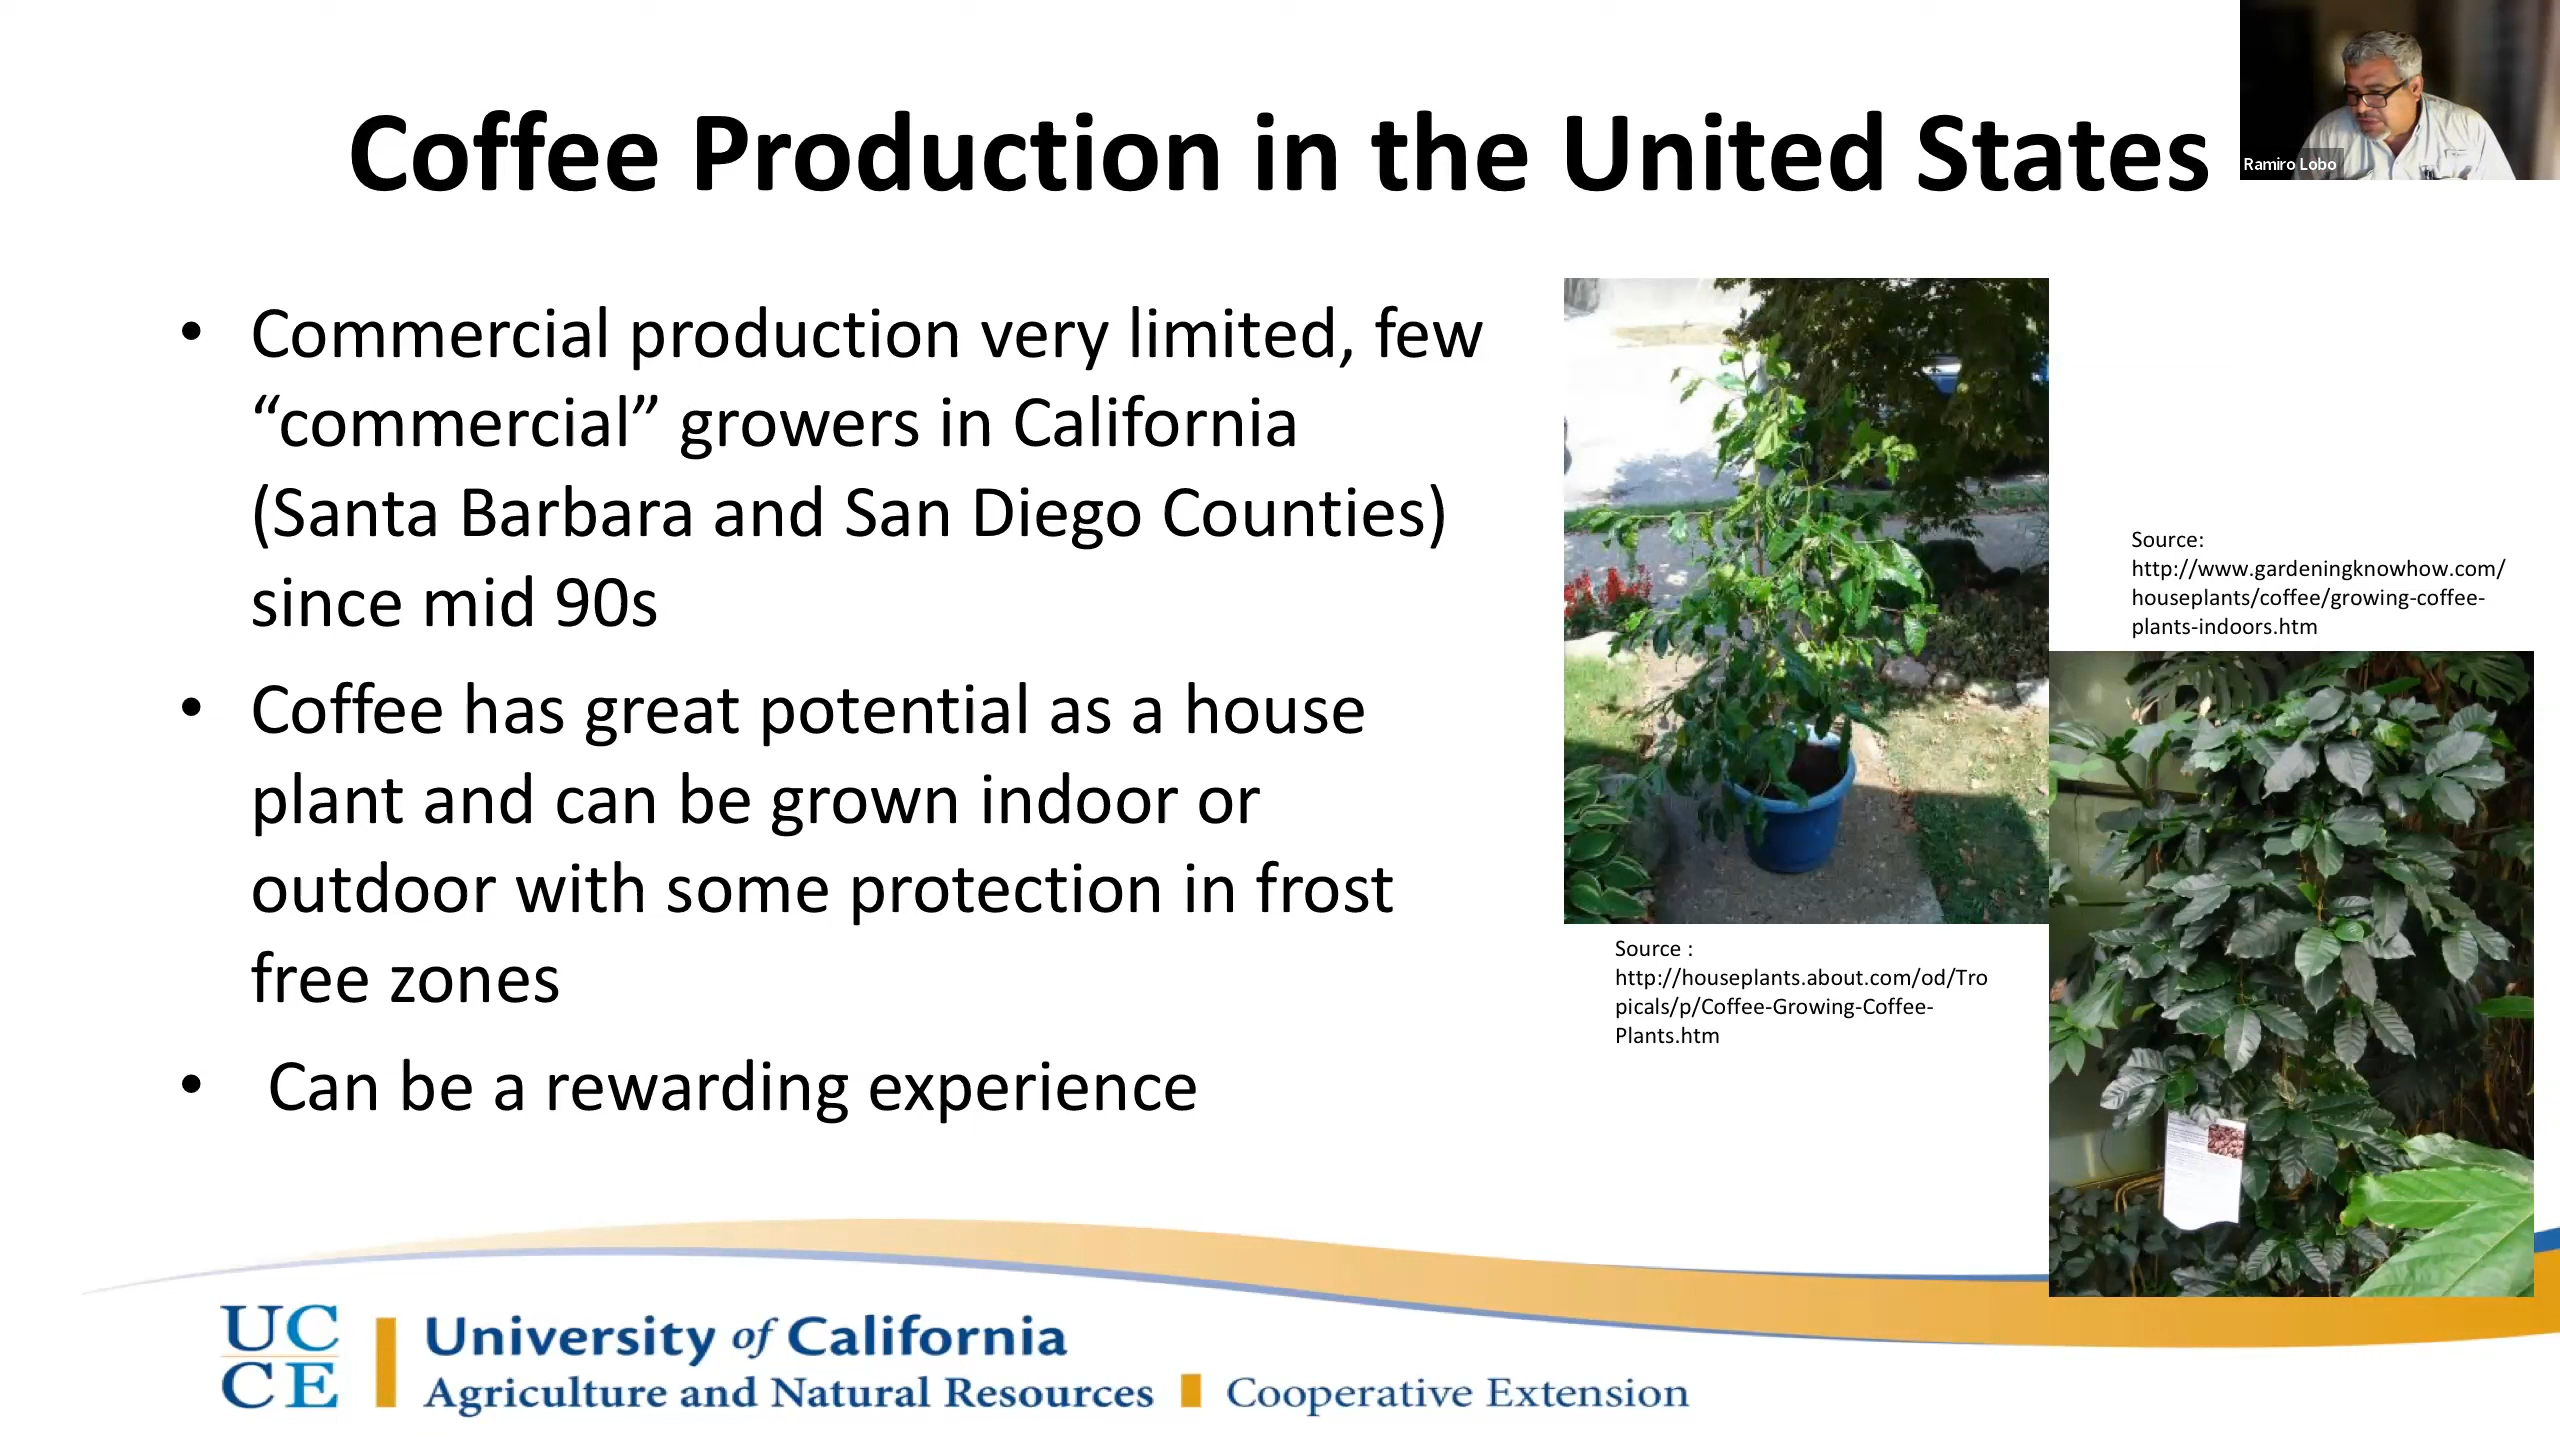 Coffee Production in the United States
Ramiro Lobo
• Commercial production very limited, few
“commercial” growers in California
(Santa Barbara and San Diego Counties)
since mid 90s
• Coffee has great potential as a house
plant and can be grown indoor or
outdoor with some protection in frost
free zones
• Can be a rewarding experience
Source:
http://www.gardeningknowhow.com/
houseplants/coffee/growing-coffee-
plants-indoors.htm
Source :
http://houseplants.about.com/od/Tro
picals/p/Coffee-Growing-Coffee-
Plants.htm
UC
CE
University of California
Agriculture and Natural Resources Cooperative Extension